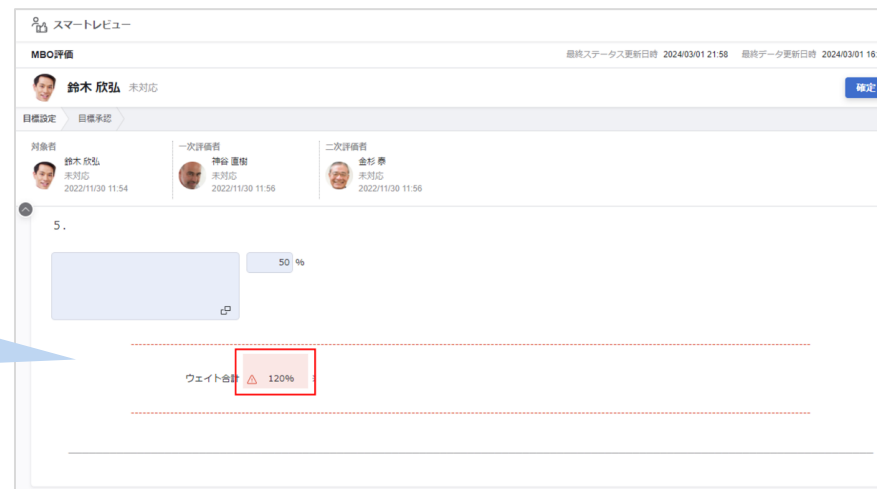 スマートレビュー
MBO評価
最終ステータス更新日時 2024/03/01 21:58 最終データ更新日時 2024/03/01 16:
鈴木 欣弘 未対応
確定
目標設定 目標承認
対象者 一次評価者 二次評価者
鈴木 欣弘 神谷 直樹 金杉 泰
未対応 未対応 未対応
2022/11/30 11:54 2022/11/30 11:56 2022/11/30 11:56
5.
50 %
ウェイト合計 120%